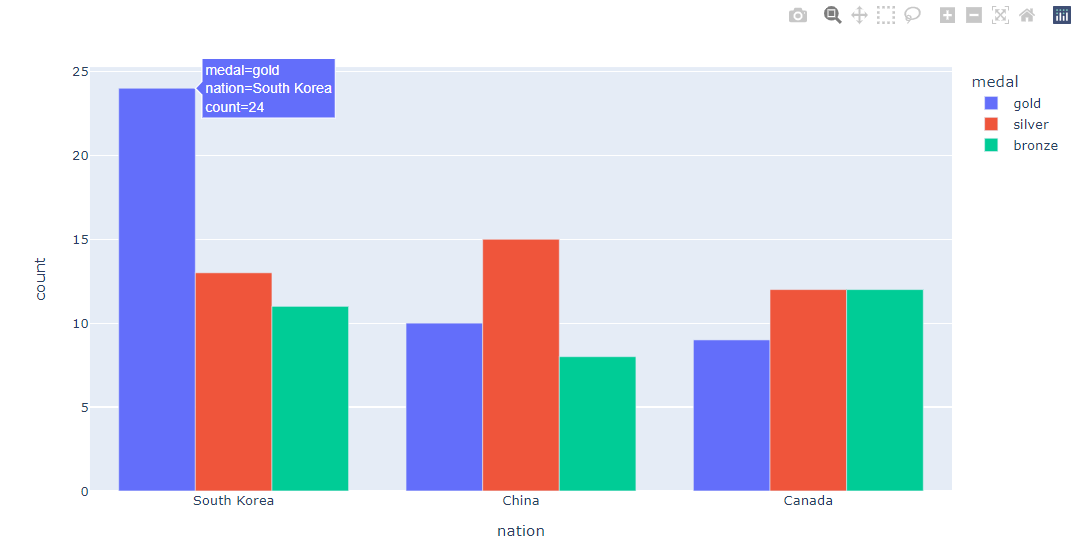 medal=gold
nation=South Korea
count=24
25
20
15
10
5
0
count
South Korea
China
Canada
nation
medal
gold
silver
bronze